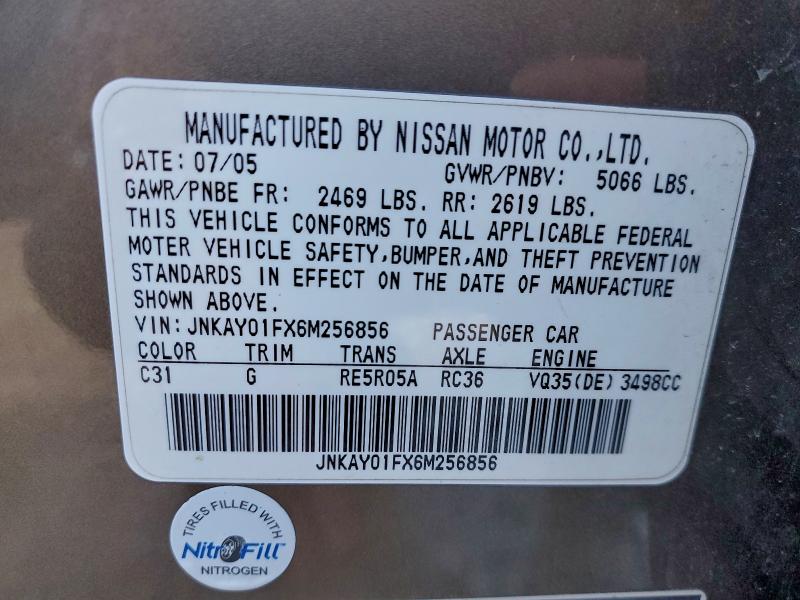 MANUFACTURED BY NISSAN MOTOR CO.,LTD.
DATE: 07/05 GVWR/PNBV: 5066 LBS.
GAWR/PNBE FR: 2469 LBS. RR: 2619 LBS.
THIS VEHICLE CONFORMS TO ALL APPLICABLE FEDERAL
MOTER VEHICLE SAFETY,BUMPER,AND THEFT PREVENTION
STANDARDS IN EFFECT ON THE DATE OF MANUFACTURE
SHOWN ABOVE.
VIN:JNKAY01FX6M256856 PASSENGER CAR
COLOR TRIM TRANS AXLE ENGINE
C31 G RE5R05A RC36 VQ35(DE) 3498CC
JNKAY01FX6M256856
TIRES FILLED WITH
NitroFill™
NITROGEN